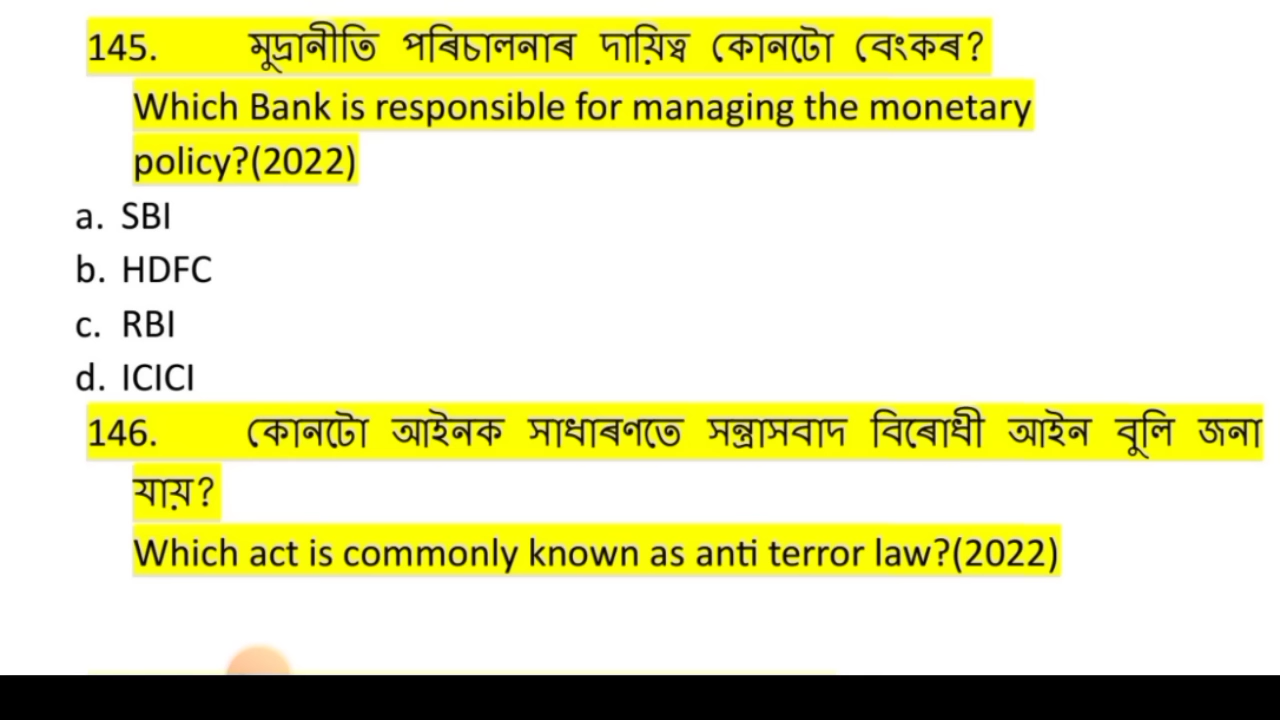 145. মুদ্ৰানীতি পৰিচালনাৰ দায়িত্ব কোনটো বেংকৰ?
Which Bank is responsible for managing the monetary
policy?(2022)
a. SBI
b. HDFC
c. RBI
d. ICICI
146. কোনটো আইনক সাধাৰণতে সন্ত্ৰাসবাদ বিৰোধী আইন বুলি জনা
যায়?
Which act is commonly known as anti terror law?(2022)